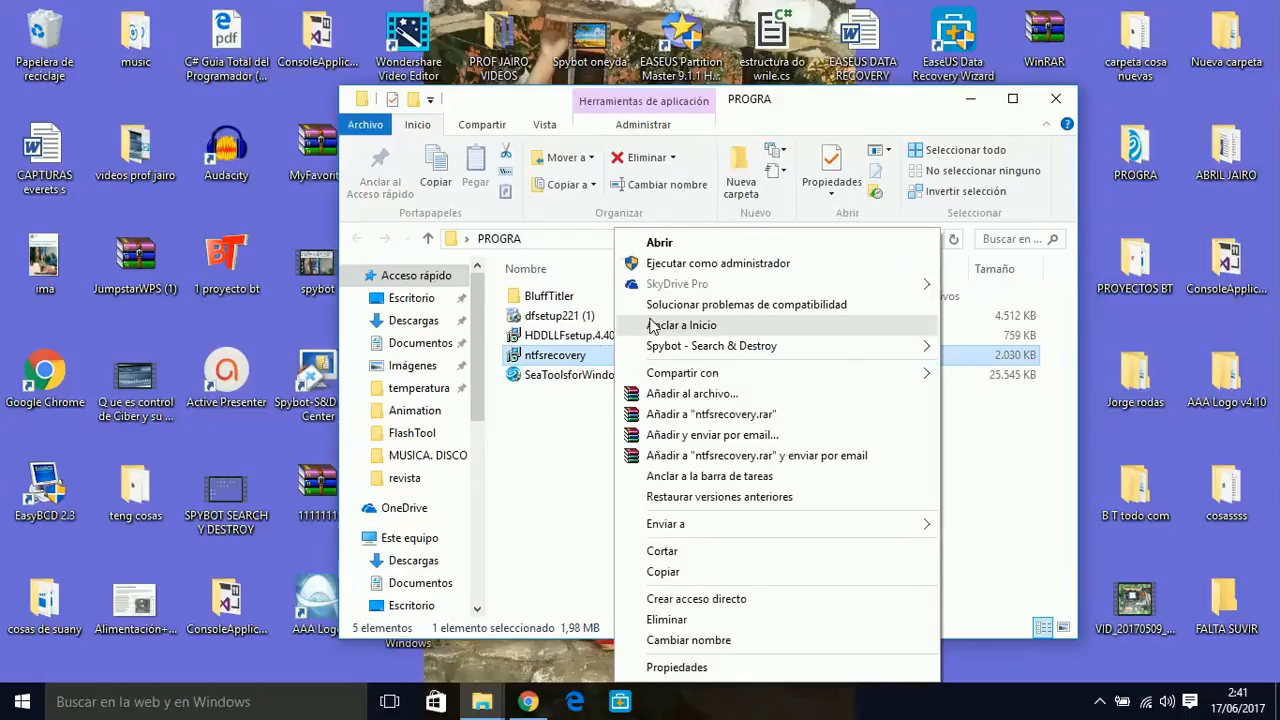 Papelera de
reciclaje
music
C# Guia Total del
Programador (...
ConsoleApplic...
Wondershare
Video Editor
PROF JAIRO
VIDEOS
Spybot oneyda
EASEUS Partition
Master 9.1.1 H...
estructura do
wrile.cs
EASEUS DATA
RECOVERY
EaseUS Data
Recovery Wizard
WinRAR
carpeta cosa
nuevas
Nueva carpeta
CAPTURAS
everets s
videos prof jairo
Audacity
MyFavorit
PROGRA
ABRIL JAIRO
ima
JumpstarWPS (1)
1 proyecto bt
spybot
PROYECTOS BT
ConsoleApplic...
Google Chrome
Q ue es control
de Ciber y su ...
Active Presenter
Spybot-S&D
Center
Jorge rodas
AAA Logo v4.10
EasyBCD 2.3
teng cosas
SPYBOT SEARCH
Y DESTROY
1111111
B T todo com
cosassss
cosas de suany
Alimentación+...
ConsoleApplic...
AAA Logo
Windows
VID_20170509_...
FALTA SUVIR
Herramientas de aplicación
PROGRA
Archivo
Inicio
Compartir
Vista
Administrar
Anclar al
Acceso rápido
Copiar
Pegar
Mover a
Copiar a
Eliminar
Cambiar nombre
Nueva
carpeta
Propiedades
Seleccionar todo
No seleccionar ninguno
Invertir selección
Portapapeles
Organizar
Nuevo
Abrir
Seleccionar
PROGRA
Buscar en ...
Acceso rápido
Escritorio
Descargas
Documentos
Imágenes
temperatura
Animation
FlashTool
MUSICA. DISCO
revista
OneDrive
Este equipo
Descargas
Documentos
Escritorio
Nombre
Tamaño
BluffTitler
ivos
dfsetup221 (1)
4.512 KB
HDDLLFsetup.4.40
759 KB
ntfsrecovery
2.030 KB
SeaToolsforWindo
25.545 KB
Abrir
Ejecutar como administrador
SkyDrive Pro
Solucionar problemas de compatibilidad
clar a Inicio
Spybot - Search & Destroy
Compartir con
Añadir al archivo...
Añadir a "ntfsrecovery.rar"
Añadir y enviar por email...
Añadir a "ntfsrecovery.rar" y enviar por email
Anclar a la barra de tareas
Restaurar versiones anteriores
Enviar a
Cortar
Copiar
Crear acceso directo
Eliminar
Cambiar nombre
Propiedades
5 elementos
1 elemento seleccionado 1,98 MB
Buscar en la web y en Windows
2:41
17/06/2017